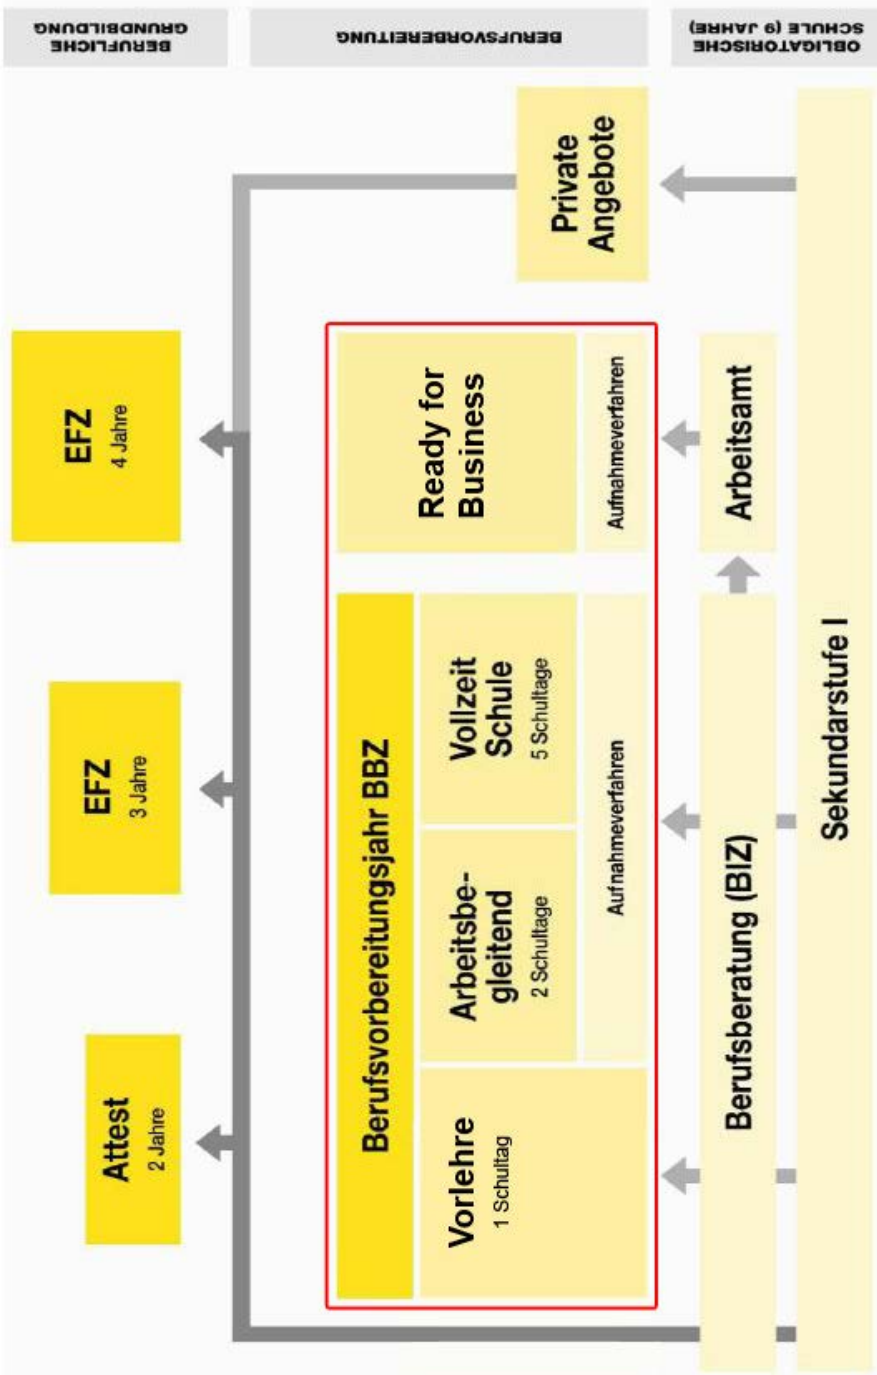 BERUFLICHE
GRUNDBILDUNG
BERUFSVORBEREITUNG
OBLIGATORISCHE
SCHULE (9 JAHRE)
Attest
2 Jahre
EFZ
3 Jahre
EFZ
4 Jahre
Berufsvorbereitungsjahr BBZ
Vorlehre
1 Schultag
Arbeitsbe-
gleitend
2 Schultage
Vollzeit
Schule
5 Schultage
Aufnahmeverfahren
Ready for
Business
Aufnahmeverfahren
Private
Angebote
Berufsberatung (BIZ)
Arbeitsamt
Sekundarstufe I